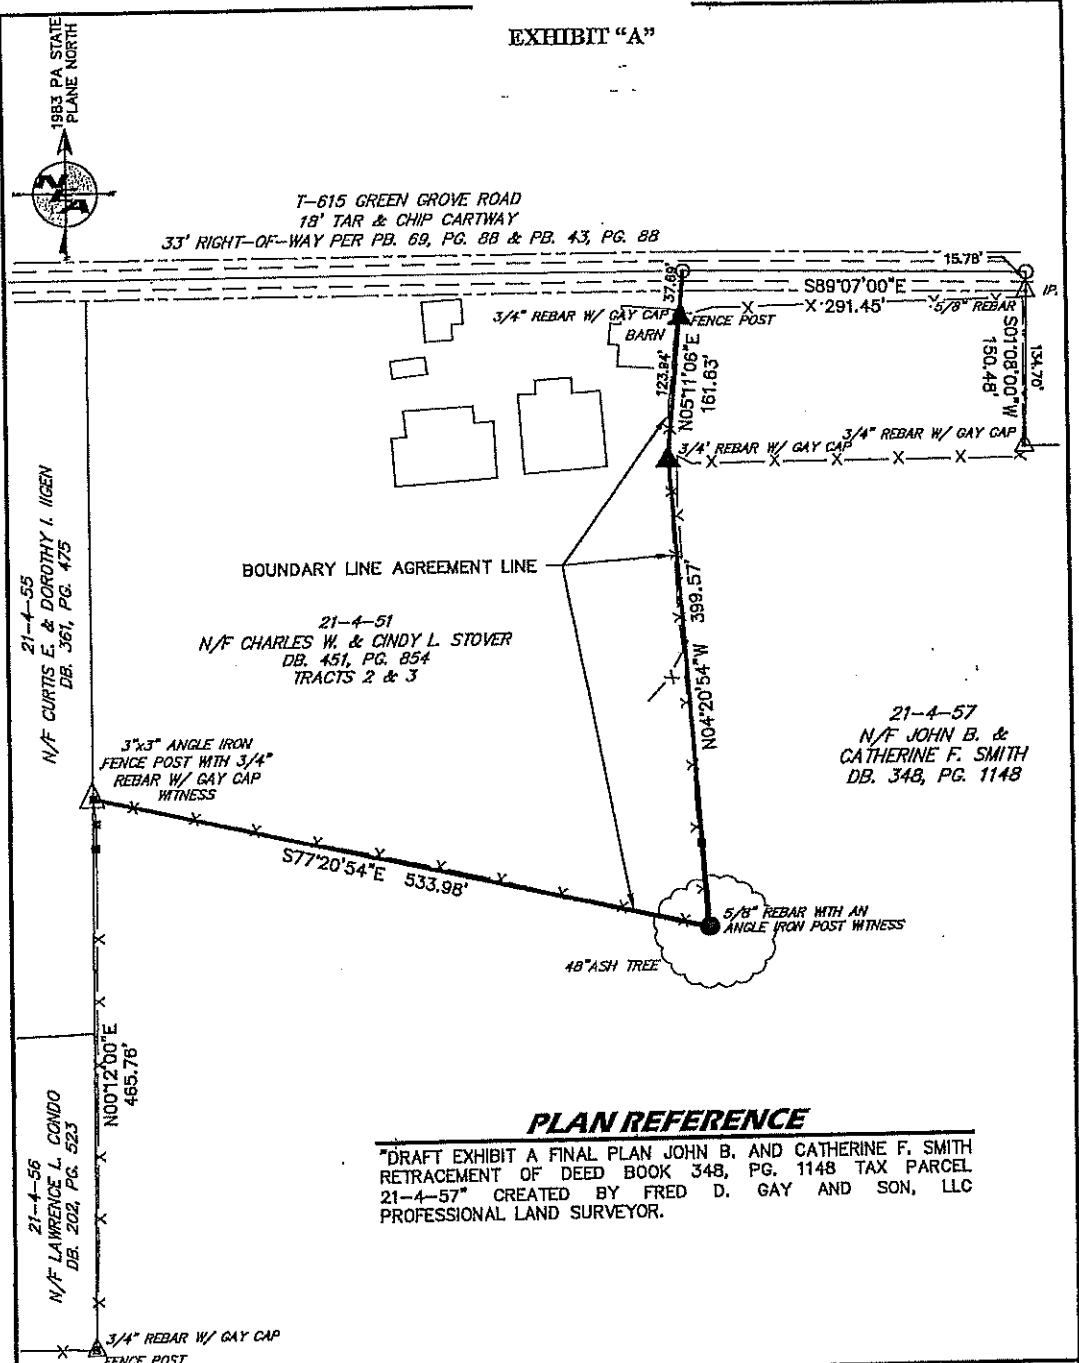 EXHIBIT "A"
1983 PA STATE
PLANE NORTH
T-615 GREEN GROVE ROAD
18' TAR & CHIP CARTWAY
33' RIGHT-OF-WAY PER PB. 69, PG. 88 & PB. 43, PG. 88
15.78'
S89°07'00"E
291.45'
37.89'
IP.
5/8" REBAR
3/4" REBAR W/ GAY CAP
FENCE POST
BARN
123.94'
N05°11'06"E
161.83'
S01°08'00"W
150.48'
134.70'
3/4" REBAR W/ GAY CAP
3/4' REBAR W/ GAY CAP
BOUNDARY LINE AGREEMENT LINE
N04°20'54"W 399.57'
21-4-55
N/F CURTIS E. & DOROTHY I. IIGEN
DB. 361, PG. 475
21-4-51
N/F CHARLES W. & CINDY L. STOVER
DB. 451, PG. 854
TRACTS 2 & 3
21-4-57
N/F JOHN B. &
CATHERINE F. SMITH
DB. 348, PG. 1148
3"x3" ANGLE IRON
FENCE POST WITH 3/4"
REBAR W/ GAY CAP
WITNESS
S77°20'54"E 533.98'
5/8" REBAR WITH AN
ANGLE IRON POST WITNESS
48"ASH TREE
N00°12'00"E
465.76'
21-4-56
N/F LAWRENCE L. CONDO
DB. 202, PG. 523
PLAN REFERENCE
"DRAFT EXHIBIT A FINAL PLAN JOHN B. AND CATHERINE F. SMITH
RETRACEMENT OF DEED BOOK 348, PG. 1148 TAX PARCEL
21-4-57" CREATED BY FRED D. GAY AND SON, LLC
PROFESSIONAL LAND SURVEYOR.
3/4" REBAR W/ GAY CAP
FENCE POST